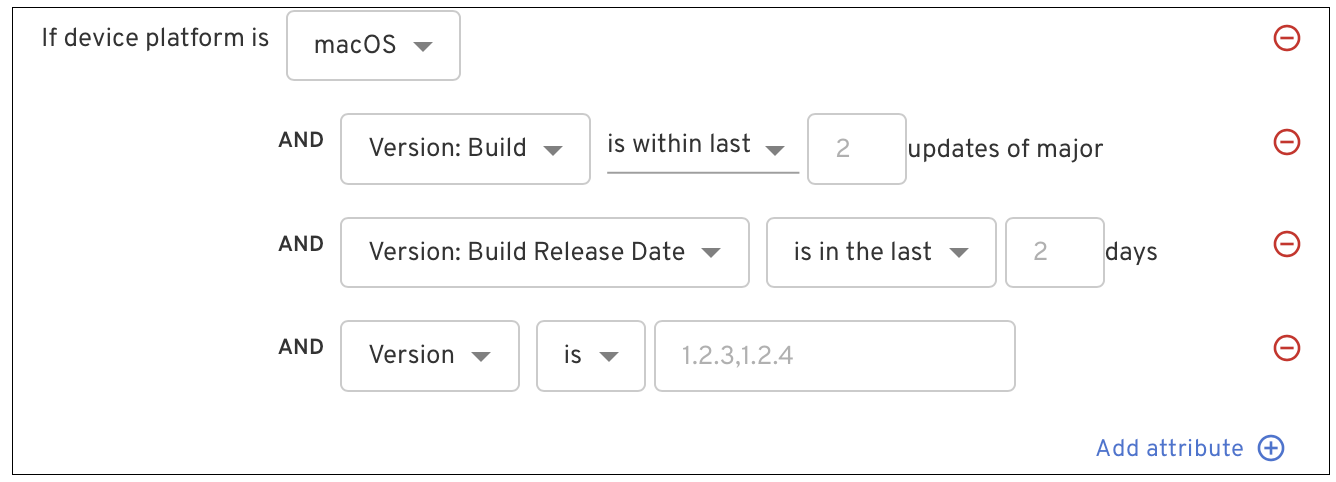 If device platform is macOS
AND Version: Build is within last 2 updates of major
AND Version: Build Release Date is in the last 2 days
AND Version is 1.2.3,1.2.4
Add attribute